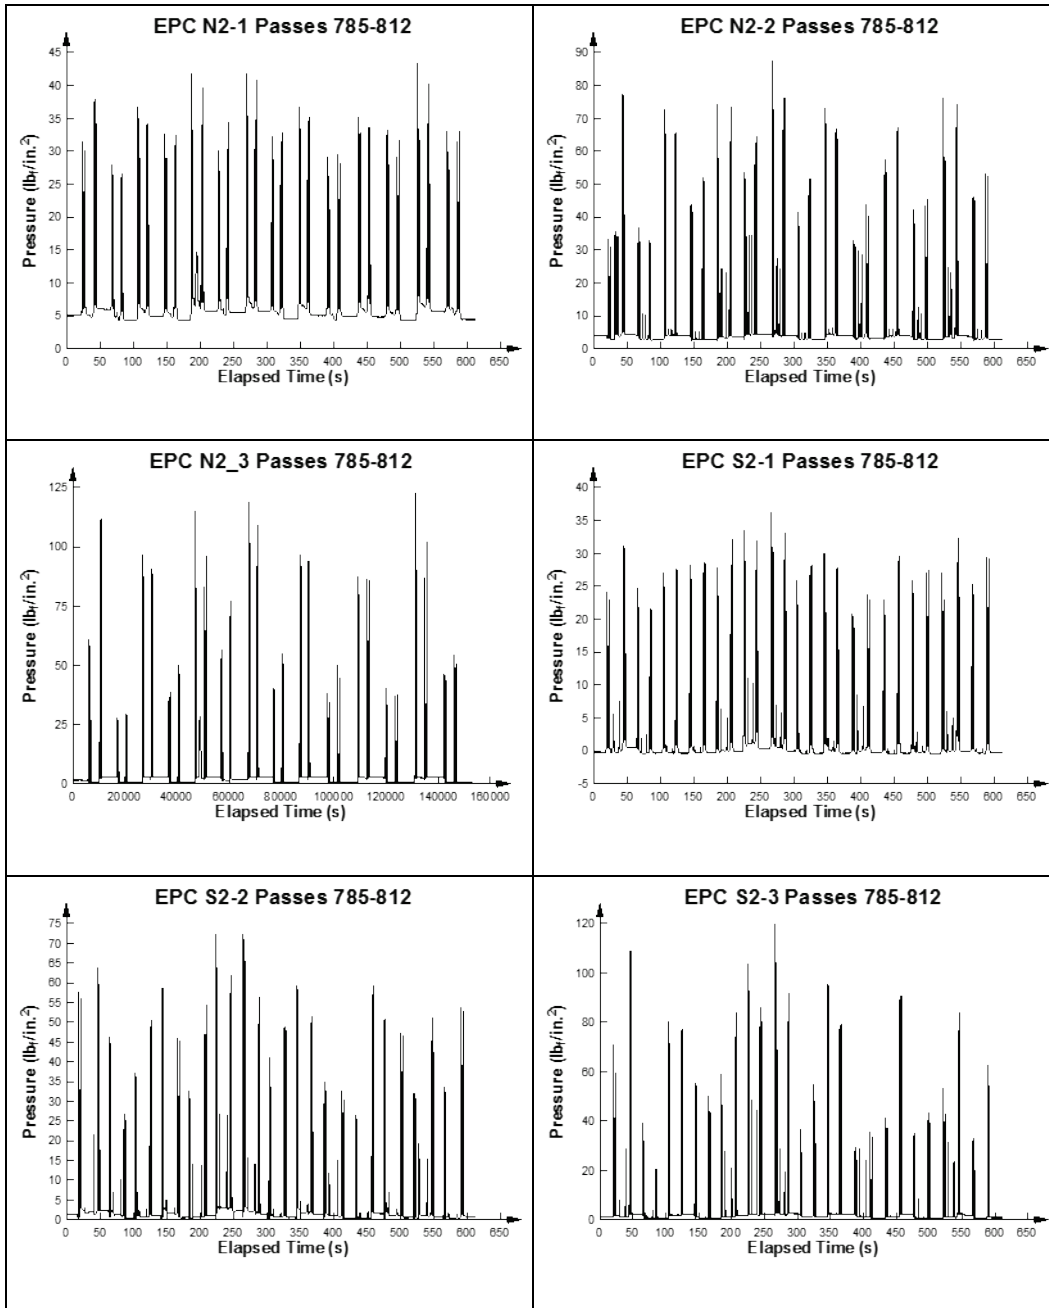 EPC N2-1 Passes 785-812
45
40
35
30
25
20
15
10
5
0
Pressure (lbf/in.²)
0 50 100 150 200 250 300 350 400 450 500 550 600 650
Elapsed Time (s)
EPC N2-2 Passes 785-812
90
80
70
60
50
40
30
20
10
0
Pressure (lbf/in.²)
0 50 100 150 200 250 300 350 400 450 500 550 600 650
Elapsed Time (s)
EPC N2_3 Passes 785-812
125
100
75
50
25
0
Pressure (lbf/in.²)
0 20000 40000 60000 80000 100000 120000 140000 160000
Elapsed Time (s)
EPC S2-1 Passes 785-812
40
35
30
25
20
15
10
5
0
-5
Pressure (lbf/in.²)
0 50 100 150 200 250 300 350 400 450 500 550 600 650
Elapsed Time (s)
EPC S2-2 Passes 785-812
75
70
65
60
55
50
45
40
35
30
25
20
15
10
5
0
Pressure (lbf/in.²)
0 50 100 150 200 250 300 350 400 450 500 550 600 650
Elapsed Time (s)
EPC S2-3 Passes 785-812
120
100
80
60
40
20
0
Pressure (lbf/in.²)
0 50 100 150 200 250 300 350 400 450 500 550 600 650
Elapsed Time (s)